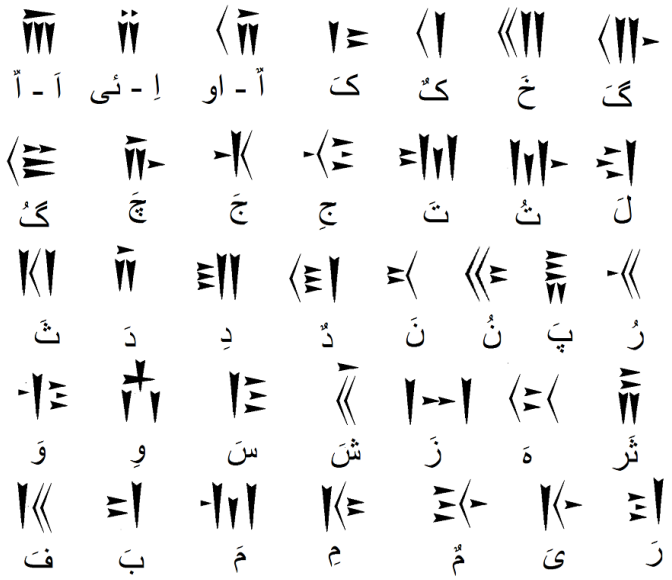 𐎠 𐎡 𐎢 𐎣 𐎤 𐎧 𐎥
گَ خَ کُ کَ اُ - او اِ - ئی اَ - آ
𐎦 𐎨 𐎩 𐎪 𐎫 𐎬 𐎾
لَ تُ تَ جِ جَ چَ گُ
𐎰 𐎭 𐎮 𐎯 𐎴 𐎵 𐎱 𐎽
رُ پَ نُ نَ دُ دِ دَ ثَ
𐎺 𐎻 𐎿 𐏁 𐏀 𐏃 𐏂
ثَر هَ زَ شَ سَ وِ وَ
𐎳 𐎲 𐎶 𐎷 𐎸 𐎹 𐎼
رَ یَ مُ مِ مَ بَ فَ